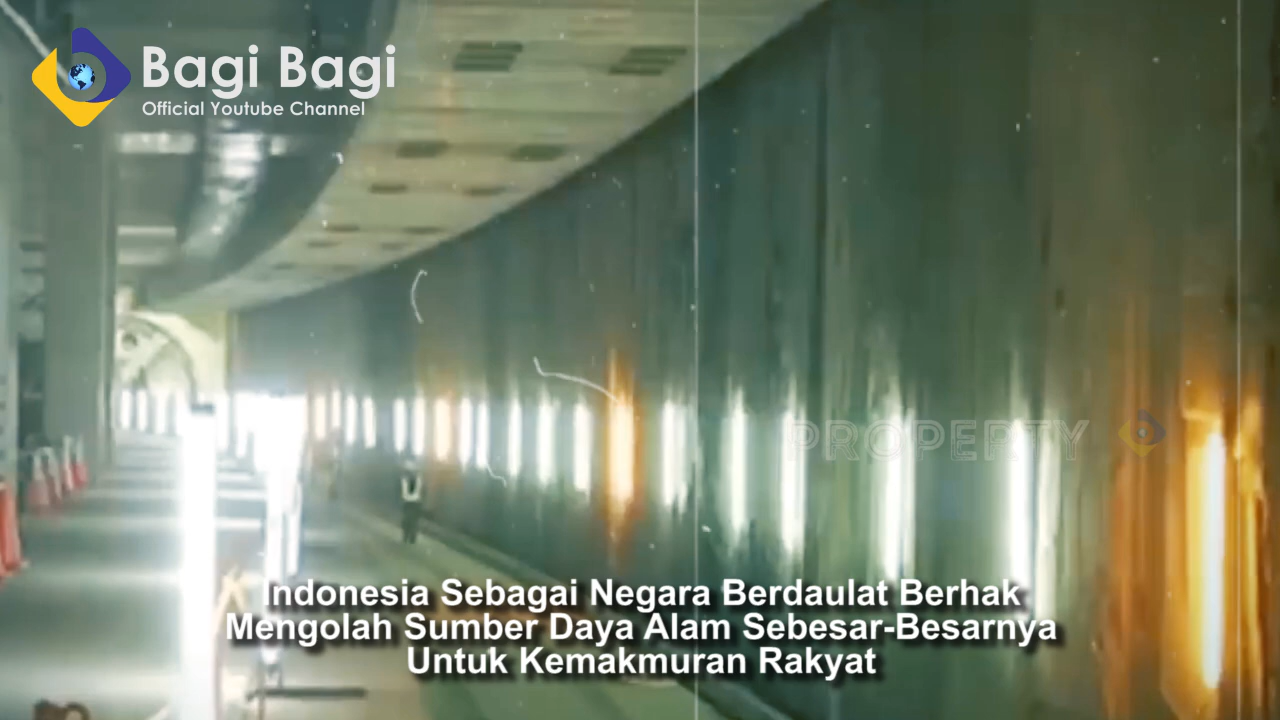 Bagi Bagi
Official Youtube Channel
PROPERTY
Indonesia Sebagai Negara Berdaulat Berhak
Mengolah Sumber Daya Alam Sebesar-Besarnya
Untuk Kemakmuran Rakyat